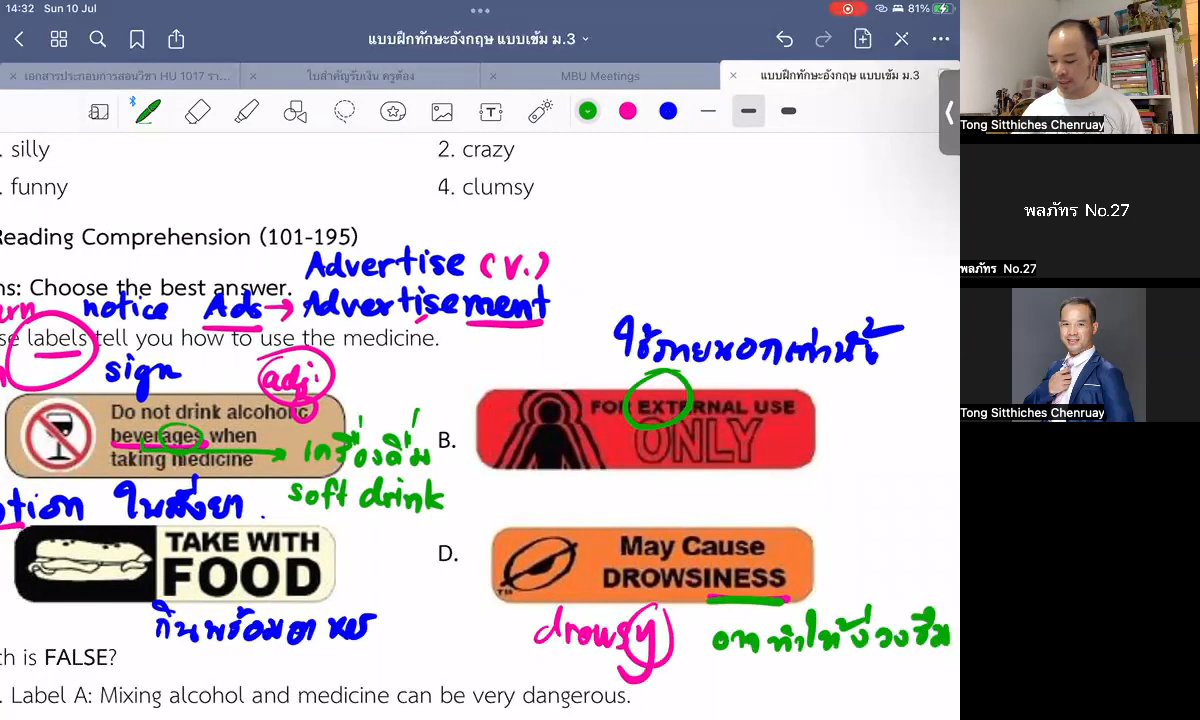 14:32 Sun 10 Jul
81%
แบบฝึกทักษะอังกฤษ แบบเข้ม ม.3
เอกสารประกอบการสอนวิชา HU 1017 รา...
ใบสำคัญรับเงิน ครูต้อง
MBU Meetings
แบบฝึกทักษะอังกฤษ แบบเข้ม ม.3
. silly
2. crazy
. funny
4. clumsy
Reading Comprehension (101-195)
Advertise (v.)
ns: Choose the best answer.
notice Ads → Advertisement
se labels tell you how to use the medicine.
ใช้ภายนอกเท่านั้น
sign
adj.
Do not drink alcoholic
beverages when
taking medicine
เครื่องดื่ม
soft drink
B.
FOR EXTERNAL USE
ONLY
ใบสั่งยา.
TAKE WITH
FOOD
กินพร้อมอาหาร
D.
May Cause
DROWSINESS
drowsy
อาจทำให้ง่วงซึม
ch is FALSE?
. Label A: Mixing alcohol and medicine can be very dangerous.
Tong Sitthiches Chenruay
พลภัทร No.27
พลภัทร No.27
Tong Sitthiches Chenruay